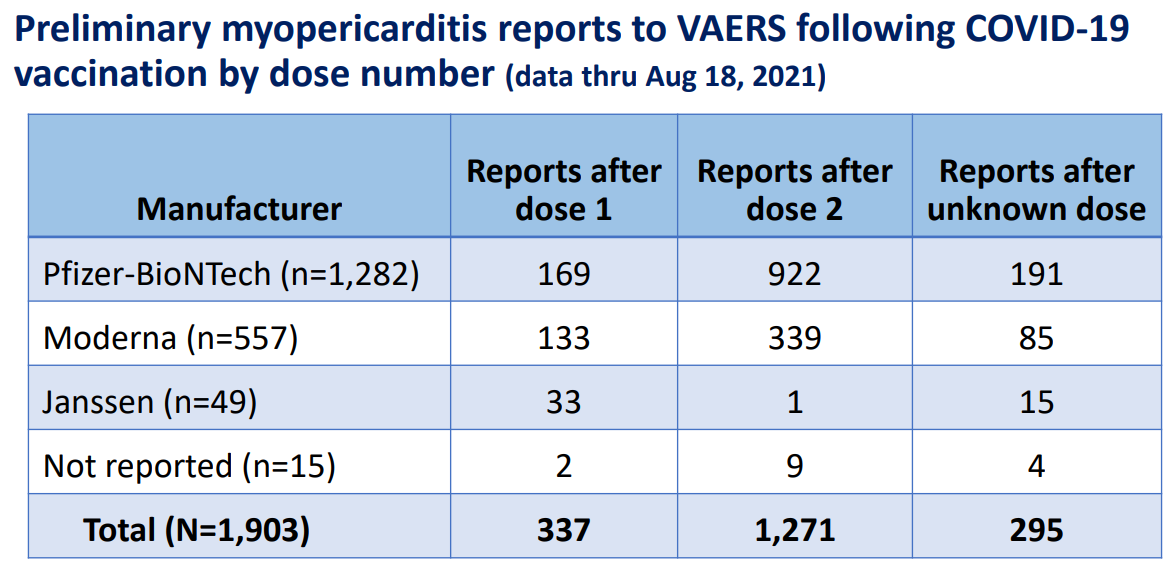 Preliminary myopericarditis reports to VAERS following COVID-19
vaccination by dose number (data thru Aug 18, 2021)
Manufacturer
Reports after
dose 1
Reports after
dose 2
Reports after
unknown dose
Pfizer-BioNTech (n=1,282) 169 922 191
Moderna (n=557) 133 339 85
Janssen (n=49) 33 1 15
Not reported (n=15) 2 9 4
Total (N=1,903) 337 1,271 295